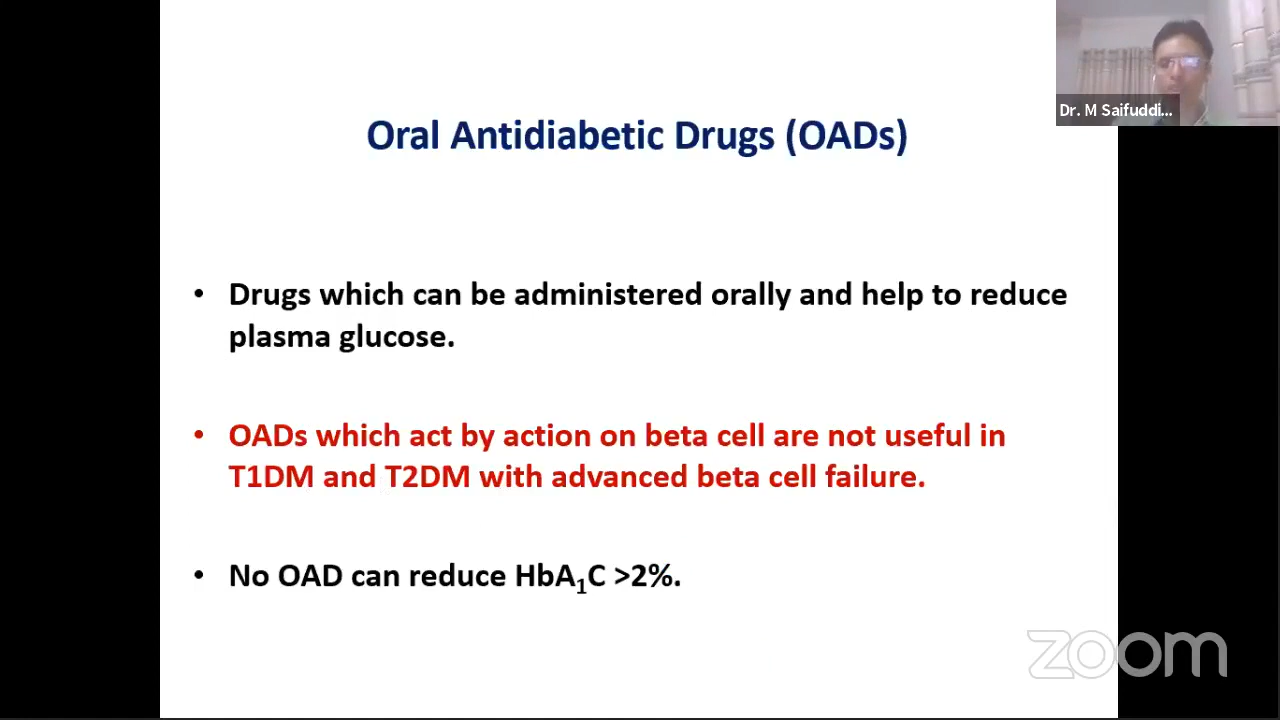 Dr. M Saifuddi...
Oral Antidiabetic Drugs (OADs)
• Drugs which can be administered orally and help to reduce
plasma glucose.
• OADs which act by action on beta cell are not useful in
T1DM and T2DM with advanced beta cell failure.
• No OAD can reduce HbA₁C >2%.
zoom